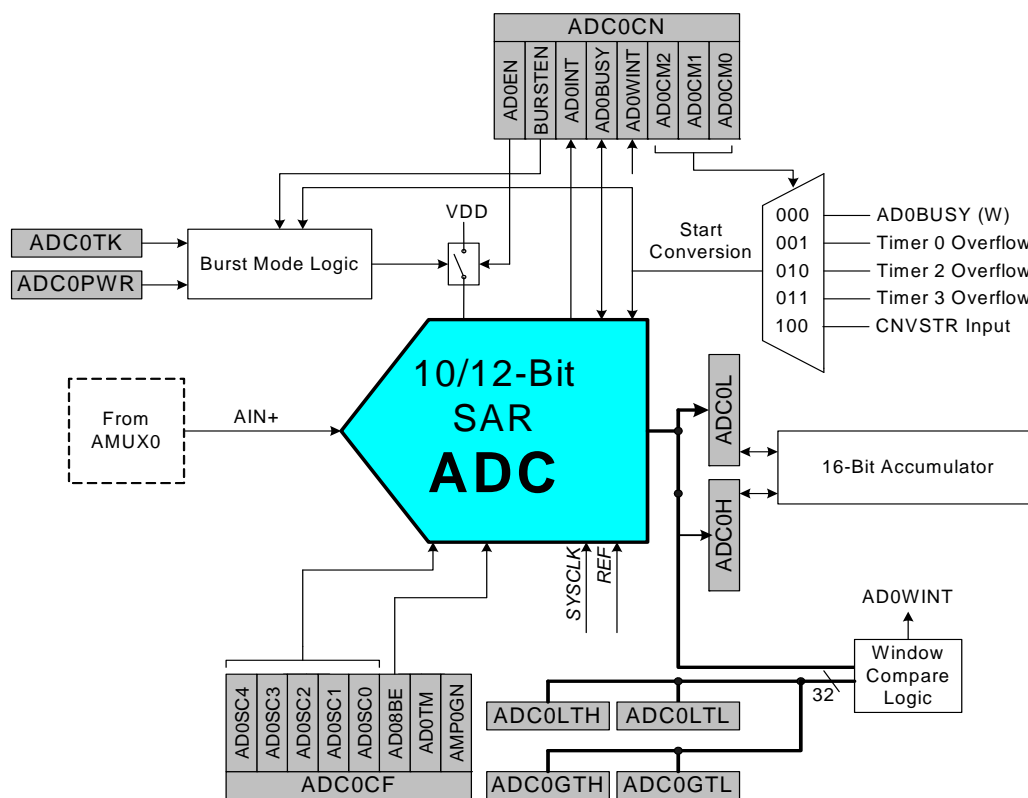 ADC0CN
AD0EN
BURSTEN
AD0INT
AD0BUSY
AD0WINT
AD0CM2
AD0CM1
AD0CM0
VDD
Start
Conversion
000
001
010
011
100
AD0BUSY (W)
Timer 0 Overflow
Timer 2 Overflow
Timer 3 Overflow
CNVSTR Input
ADC0TK
ADC0PWR
Burst Mode Logic
From
AMUX0
AIN+
10/12-Bit
SAR
ADC
ADC0L
ADC0H
16-Bit Accumulator
SYSCLK
REF
AD0WINT
Window
Compare
Logic
32
AD0SC4
AD0SC3
AD0SC2
AD0SC1
AD0SC0
AD08BE
AD0TM
AMP0GN
ADC0CF
ADC0LTH
ADC0LTL
ADC0GTH
ADC0GTL